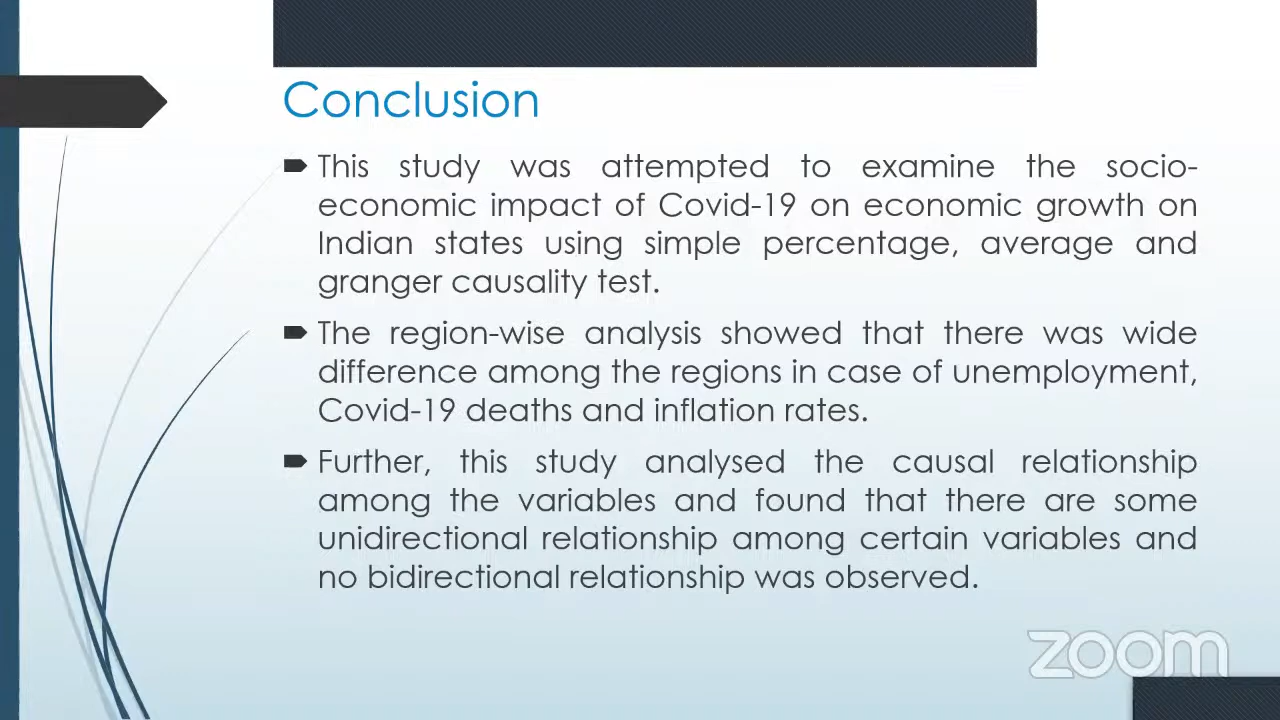 Conclusion
This study was attempted to examine the socio-
economic impact of Covid-19 on economic growth on
Indian states using simple percentage, average and
granger causality test.
The region-wise analysis showed that there was wide
difference among the regions in case of unemployment,
Covid-19 deaths and inflation rates.
Further, this study analysed the causal relationship
among the variables and found that there are some
unidirectional relationship among certain variables and
no bidirectional relationship was observed.
zoom